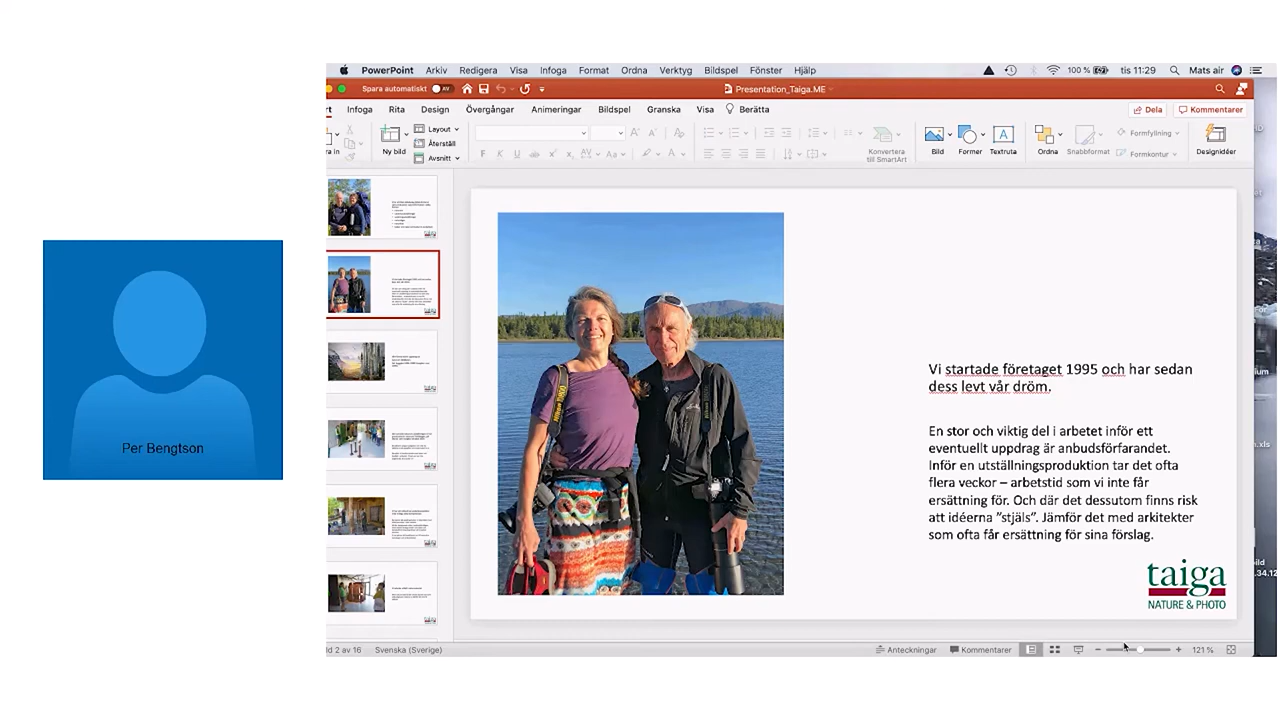 PowerPoint Arkiv Redigera Visa Infoga Format Ordna Verktyg Bildspel Fönster Hjälp 100 % tis 11:29 Mats air
Spara automatiskt AV Presentation_Taiga.ME
Infoga Rita Design Övergångar Animeringar Bildspel Granska Visa Berätta Dela Kommentarer
Layout
Återställ
Avsnitt
Ny bild
Konvertera
till SmartArt
Bild Former Textruta Ordna Snabbformat
Formfyllning
Formkontur
Designidéer
Per Bengtson
Vi startade företaget 1995 och har sedan
dess levt vår dröm.
En stor och viktig del i arbetet inför ett
eventuellt uppdrag är anbudsförfarandet.
Inför en utställningsproduktion tar det ofta
flera veckor – arbetstid som vi inte får
ersättning för. Och där det dessutom finns risk
att idéerna ”stjäls”. Jämför det med arkitekter
som ofta får ersättning för sina förslag.
taiga
NATURE & PHOTO
2 av 16 Svenska (Sverige) Anteckningar Kommentarer 121 %